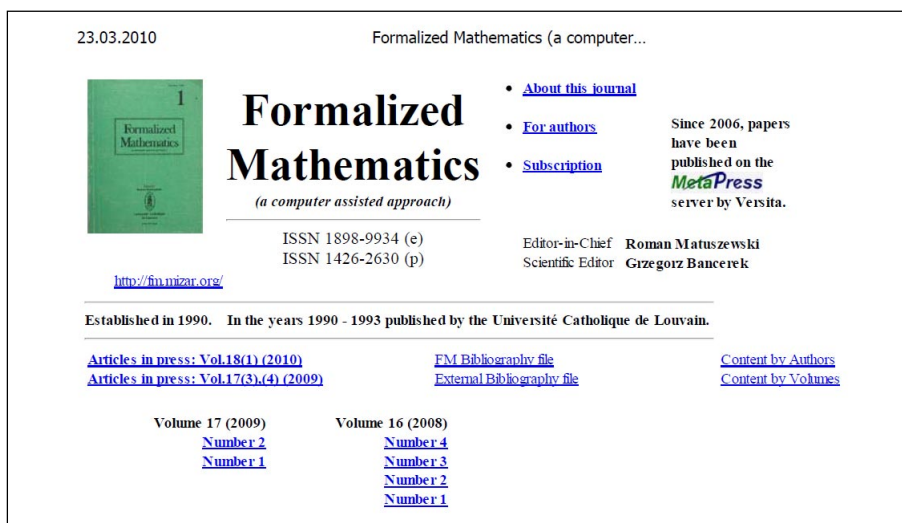 23.03.2010 Formalized Mathematics (a computer...
1
Formalized
Mathematics
Formalized
Mathematics
(a computer assisted approach)
ISSN 1898-9934 (e)
ISSN 1426-2630 (p)
• About this journal
• For authors
• Subscription
Since 2006, papers
have been
published on the
MetaPress
server by Versita.
Editor-in-Chief Roman Matuszewski
Scientific Editor Grzegorz Bancerek
http://fm.mizar.org/
Established in 1990. In the years 1990 - 1993 published by the Université Catholique de Louvain.
Articles in press: Vol.18(1) (2010) FM Bibliography file Content by Authors
Articles in press: Vol.17(3),(4) (2009) External Bibliography file Content by Volumes
Volume 17 (2009) Volume 16 (2008)
Number 2 Number 4
Number 1 Number 3
Number 2
Number 1